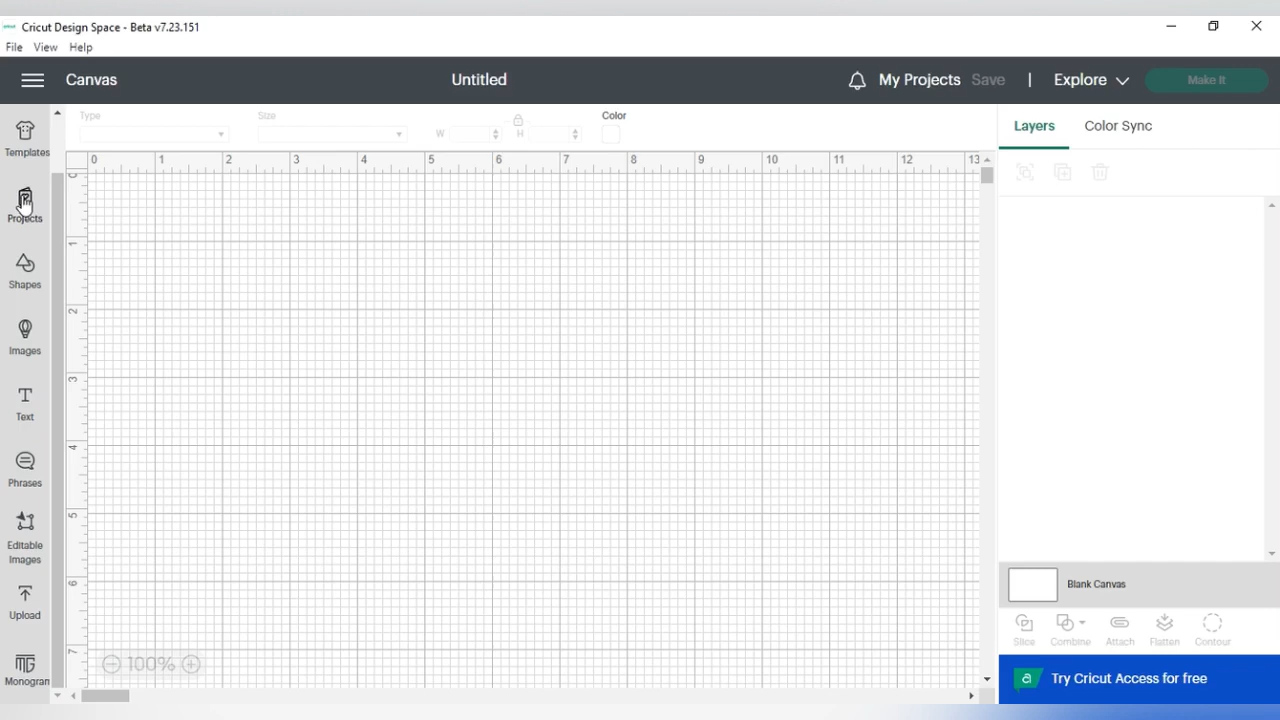 Cricut Design Space - Beta v7.23.151
File View Help
Canvas Untitled My Projects Save | Explore Make It
Templates
Projects
Shapes
Images
Text
Phrases
Editable
Images
Upload
MG
Monogram
Type Size W H Color
0 1 2 3 4 5 6 7 8 9 10 11 12 13
0
1
2
3
4
5
6
7
100%
Layers Color Sync
Blank Canvas
Slice Combine Attach Flatten Contour
a Try Cricut Access for free